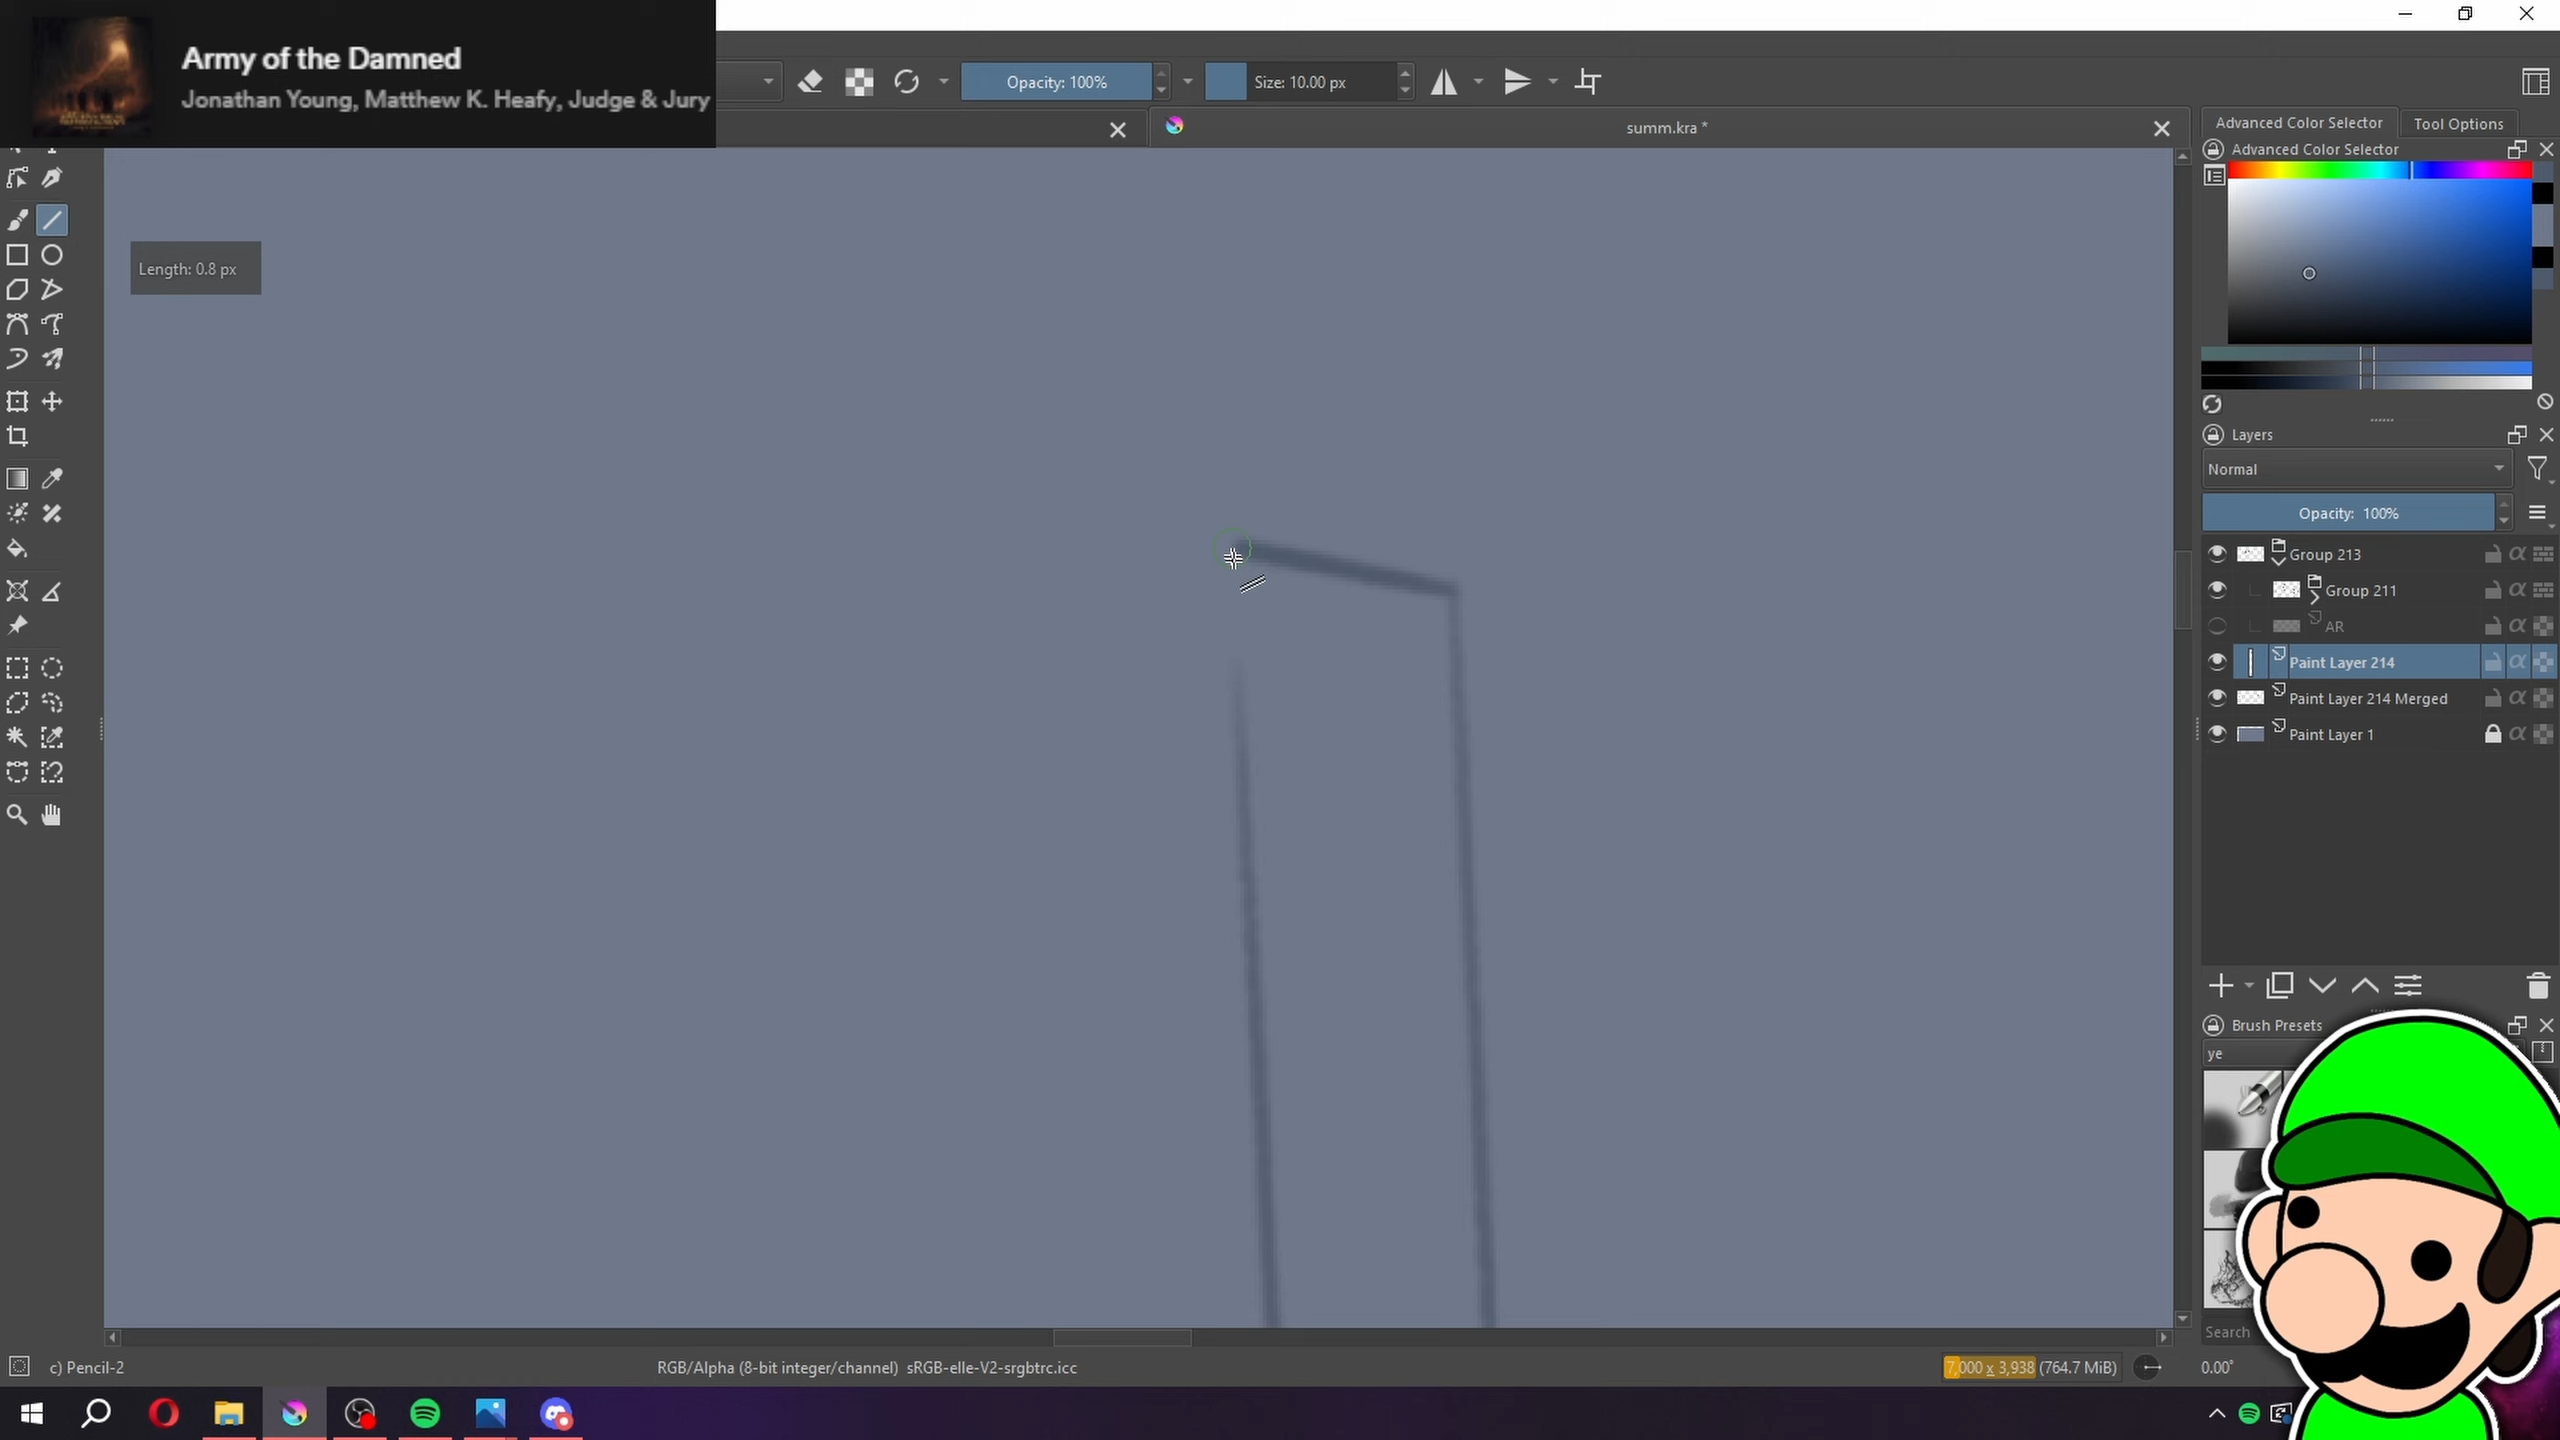 Army of the Damned
Jonathan Young, Matthew K. Heafy, Judge & Jury
Opacity: 100%
Size: 10.00 px
summ.kra *
Advanced Color Selector
Tool Options
Advanced Color Selector
Length: 0.8 px
Layers
Normal
Opacity: 100%
Group 213
Group 211
AR
Paint Layer 214
Paint Layer 214 Merged
Paint Layer 1
Brush Presets
ye
Search
c) Pencil-2
RGB/Alpha (8-bit integer/channel) sRGB-elle-V2-srgbtrc.icc
7,000 x 3,938 (764.7 MiB)
0.00°